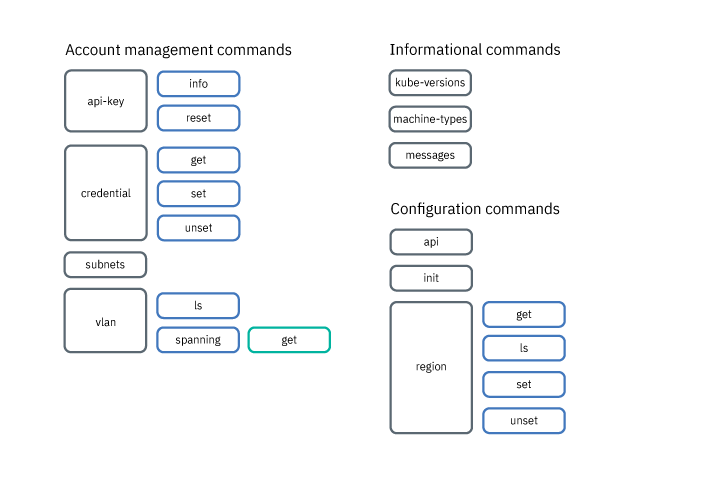 Account management commands
api-key
info
reset
credential
get
set
unset
subnets
vlan
ls
spanning
get
Informational commands
kube-versions
machine-types
messages
Configuration commands
api
init
region
get
ls
set
unset